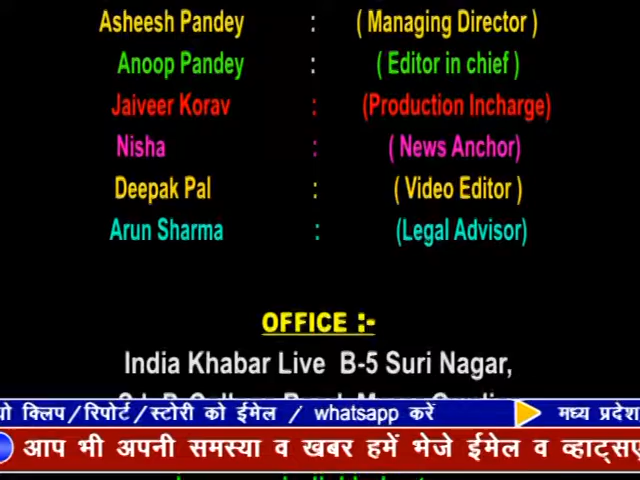 Asheesh Pandey : ( Managing Director )
Anoop Pandey : ( Editor in chief )
Jaiveer Korav : (Production Incharge)
Nisha : ( News Anchor)
Deepak Pal : ( Video Editor )
Arun Sharma : (Legal Advisor)
OFFICE :-
India Khabar Live B-5 Suri Nagar,
यो क्लिप/रिपोर्ट/स्टोरी को ईमेल / whatsapp करें मध्य प्रदेश
आप भी अपनी समस्या व खबर हमें भेजे ईमेल व व्हाट्सए